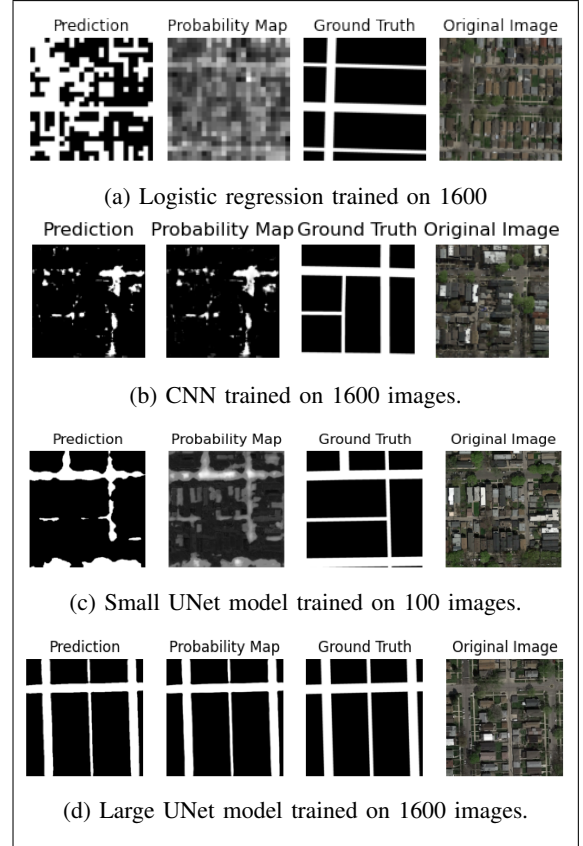 Prediction Probability Map Ground Truth Original Image
(a) Logistic regression trained on 1600
Prediction Probability Map Ground Truth Original Image
(b) CNN trained on 1600 images.
Prediction Probability Map Ground Truth Original Image
(c) Small UNet model trained on 100 images.
Prediction Probability Map Ground Truth Original Image
(d) Large UNet model trained on 1600 images.